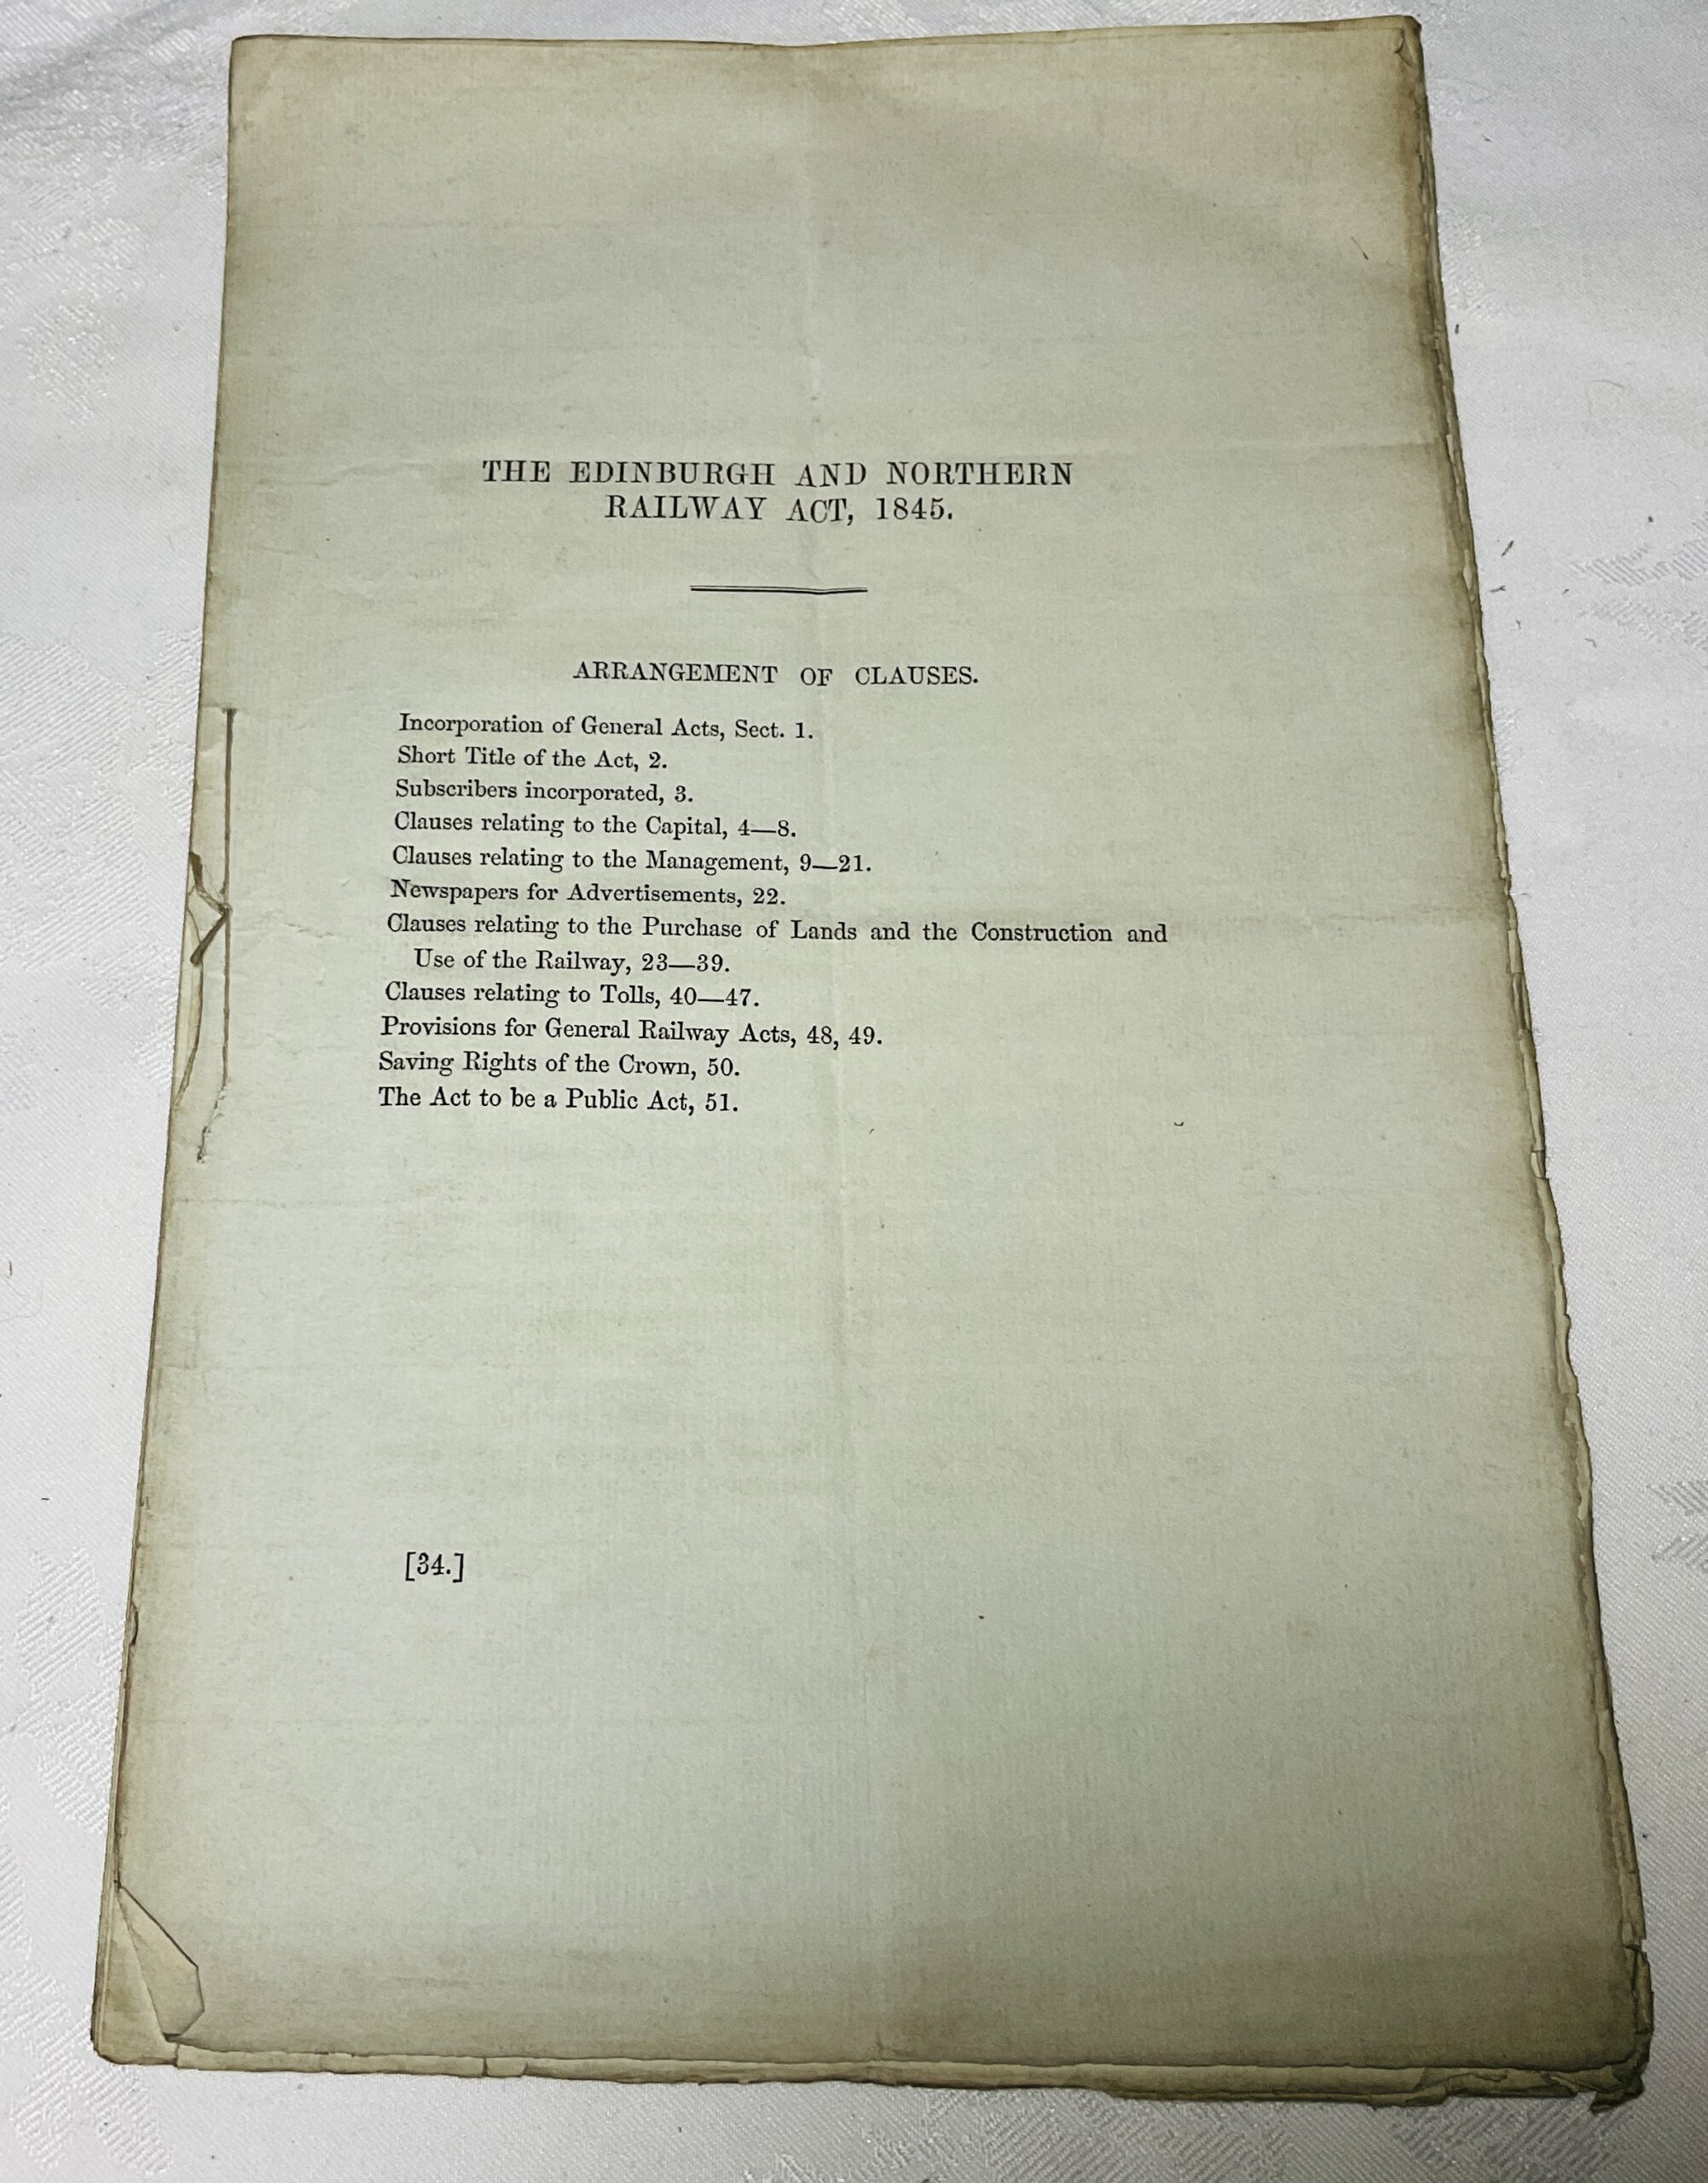 THE EDINBURGH AND NORTHERN
RAILWAY ACT, 1845.
ARRANGEMENT OF CLAUSES.
Incorporation of General Acts, Sect. 1.
Short Title of the Act, 2.
Subscribers incorporated, 3.
Clauses relating to the Capital, 4—8.
Clauses relating to the Management, 9—21.
Newspapers for Advertisements, 22.
Clauses relating to the Purchase of Lands and the Construction and
Use of the Railway, 23—39.
Clauses relating to Tolls, 40—47.
Provisions for General Railway Acts, 48, 49.
Saving Rights of the Crown, 50.
The Act to be a Public Act, 51.
[34.]